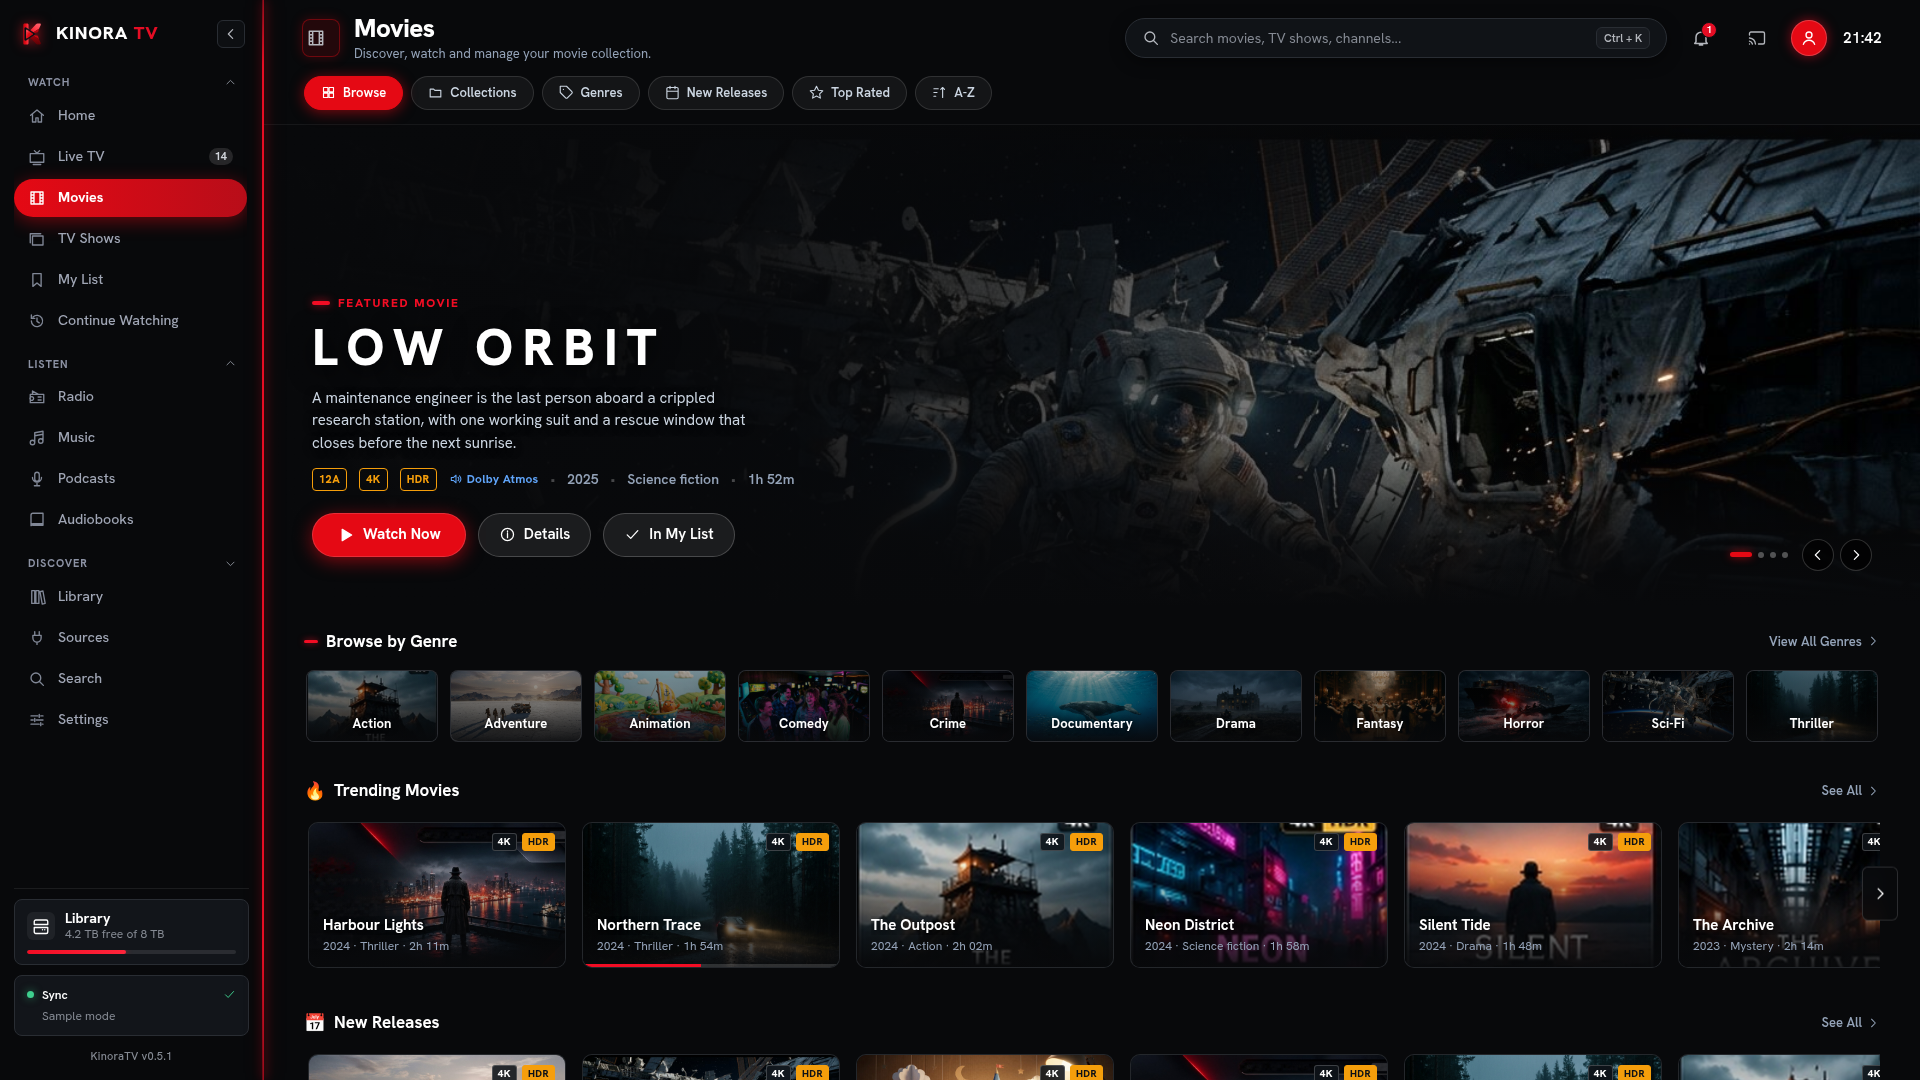 KINORA TV
WATCH
Home
Live TV 14
Movies
TV Shows
My List
Continue Watching
LISTEN
Radio
Music
Podcasts
Audiobooks
DISCOVER
Library
Sources
Search
Settings
Library
4.2 TB free of 8 TB
Sync
Sample mode
KinoraTV v0.5.1
Movies
Discover, watch and manage your movie collection.
Search movies, TV shows, channels... Ctrl + K
1
21:42
Browse Collections Genres New Releases Top Rated A-Z
FEATURED MOVIE
LOW ORBIT
A maintenance engineer is the last person aboard a crippled
research station, with one working suit and a rescue window that
closes before the next sunrise.
12A 4K HDR Dolby Atmos • 2025 • Science fiction • 1h 52m
Watch Now Details In My List
Browse by Genre View All Genres
THE
Action Adventure Animation Comedy Crime Documentary Drama Fantasy Horror Sci-Fi Thriller
🔥 Trending Movies See All
4K HDR
Harbour Lights
2024 · Thriller · 2h 11m
4K HDR
Northern Trace
2024 · Thriller · 1h 54m
4K
4K HDR
The Outpost
2024 · Action · 2h 02m
THE
4K HDR
4K HDR
Neon District
2024 · Science fiction · 1h 58m
NEON
4K
4K HDR
Silent Tide
2024 · Drama · 1h 48m
SILENT
4K
The Archive
2023 · Mystery · 2h 14m
THE
ARCHIVE
📅 New Releases See All
4K HDR
4K HDR
4K HDR
4K HDR
4K HDR
4K